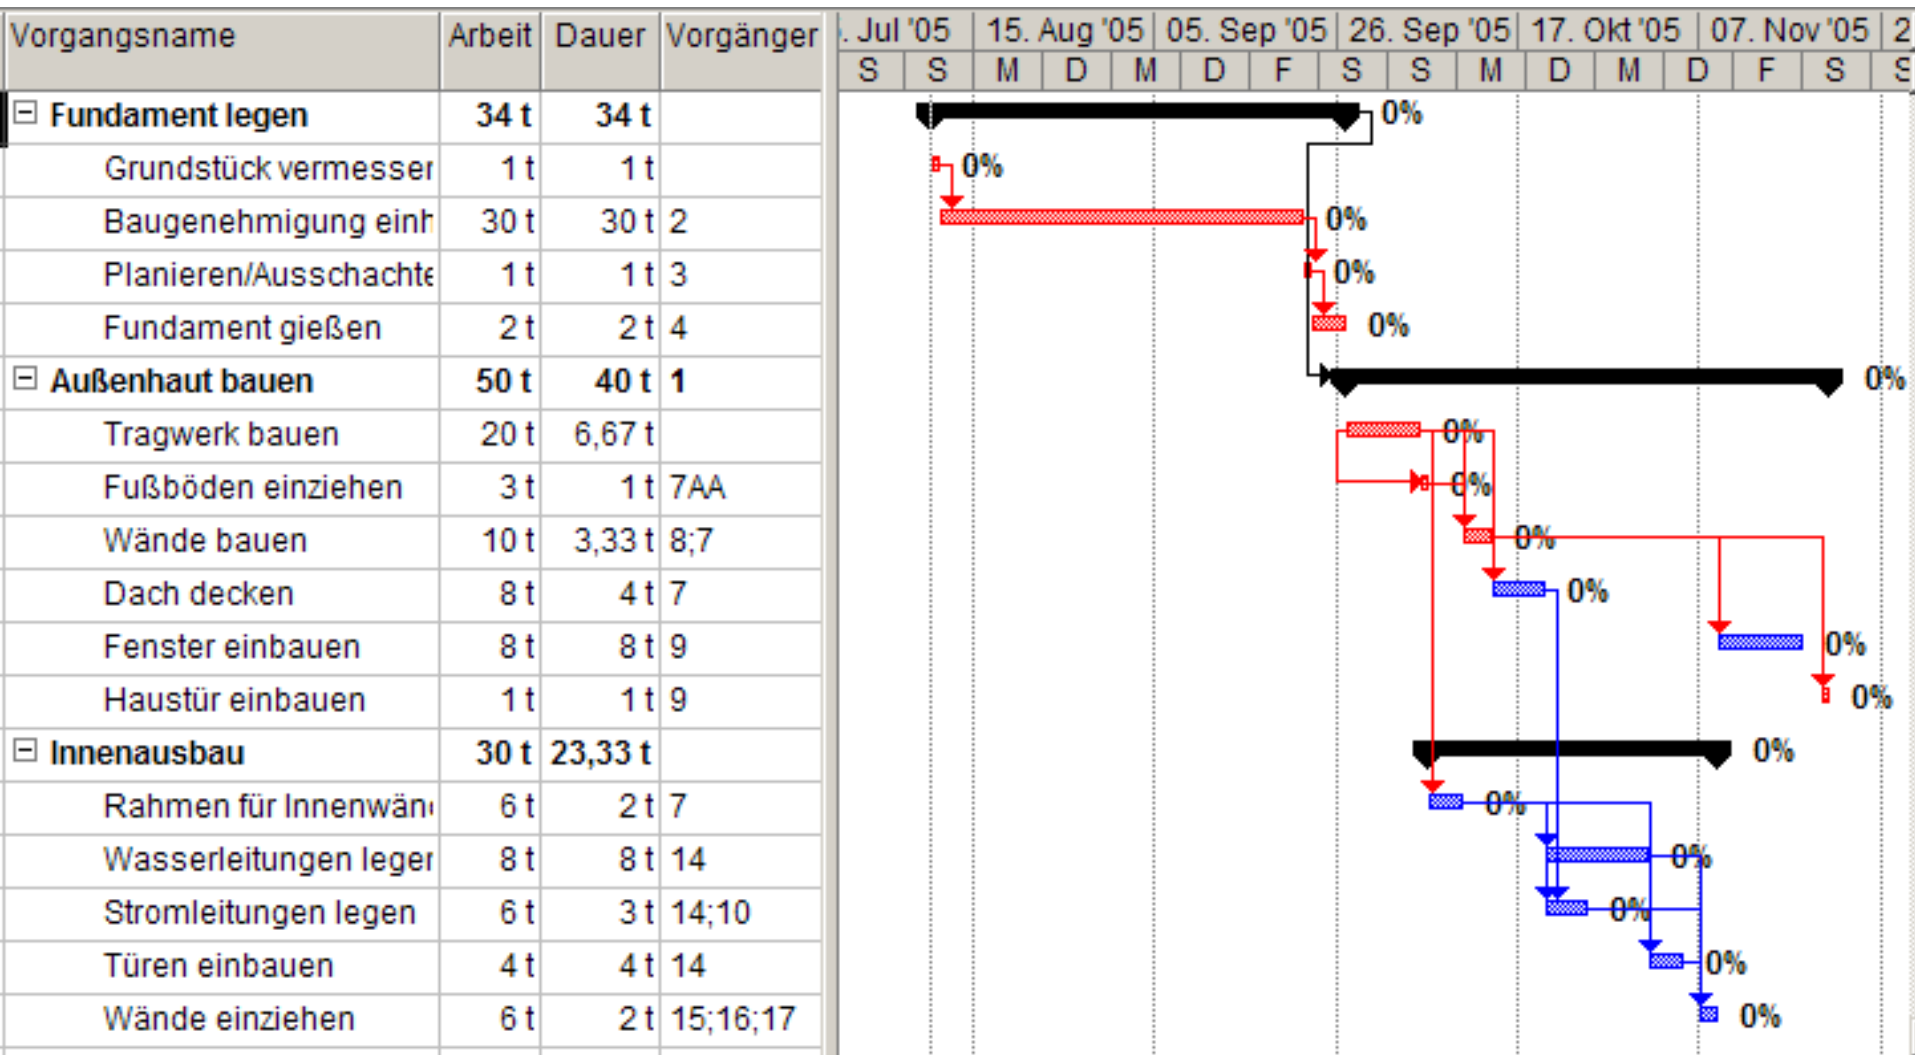 Vorgangsname Arbeit Dauer Vorgänger . Jul '05 15. Aug '05 05. Sep '05 26. Sep '05 17. Okt '05 07. Nov '05 2
S S M D M D F S S M D M D F S S
Fundament legen 34 t 34 t 0%
Grundstück vermesser 1 t 1 t 0%
Baugenehmigung einh 30 t 30 t 2 0%
Planieren/Ausschachte 1 t 1 t 3 0%
Fundament gießen 2 t 2 t 4 0%
Außenhaut bauen 50 t 40 t 1 0%
Tragwerk bauen 20 t 6,67 t 0%
Fußböden einziehen 3 t 1 t 7AA 0%
Wände bauen 10 t 3,33 t 8;7 0%
Dach decken 8 t 4 t 7 0%
Fenster einbauen 8 t 8 t 9 0%
Haustür einbauen 1 t 1 t 9 0%
Innenausbau 30 t 23,33 t 0%
Rahmen für Innenwän 6 t 2 t 7 0%
Wasserleitungen leger 8 t 8 t 14 0%
Stromleitungen legen 6 t 3 t 14;10 0%
Türen einbauen 4 t 4 t 14 0%
Wände einziehen 6 t 2 t 15;16;17 0%